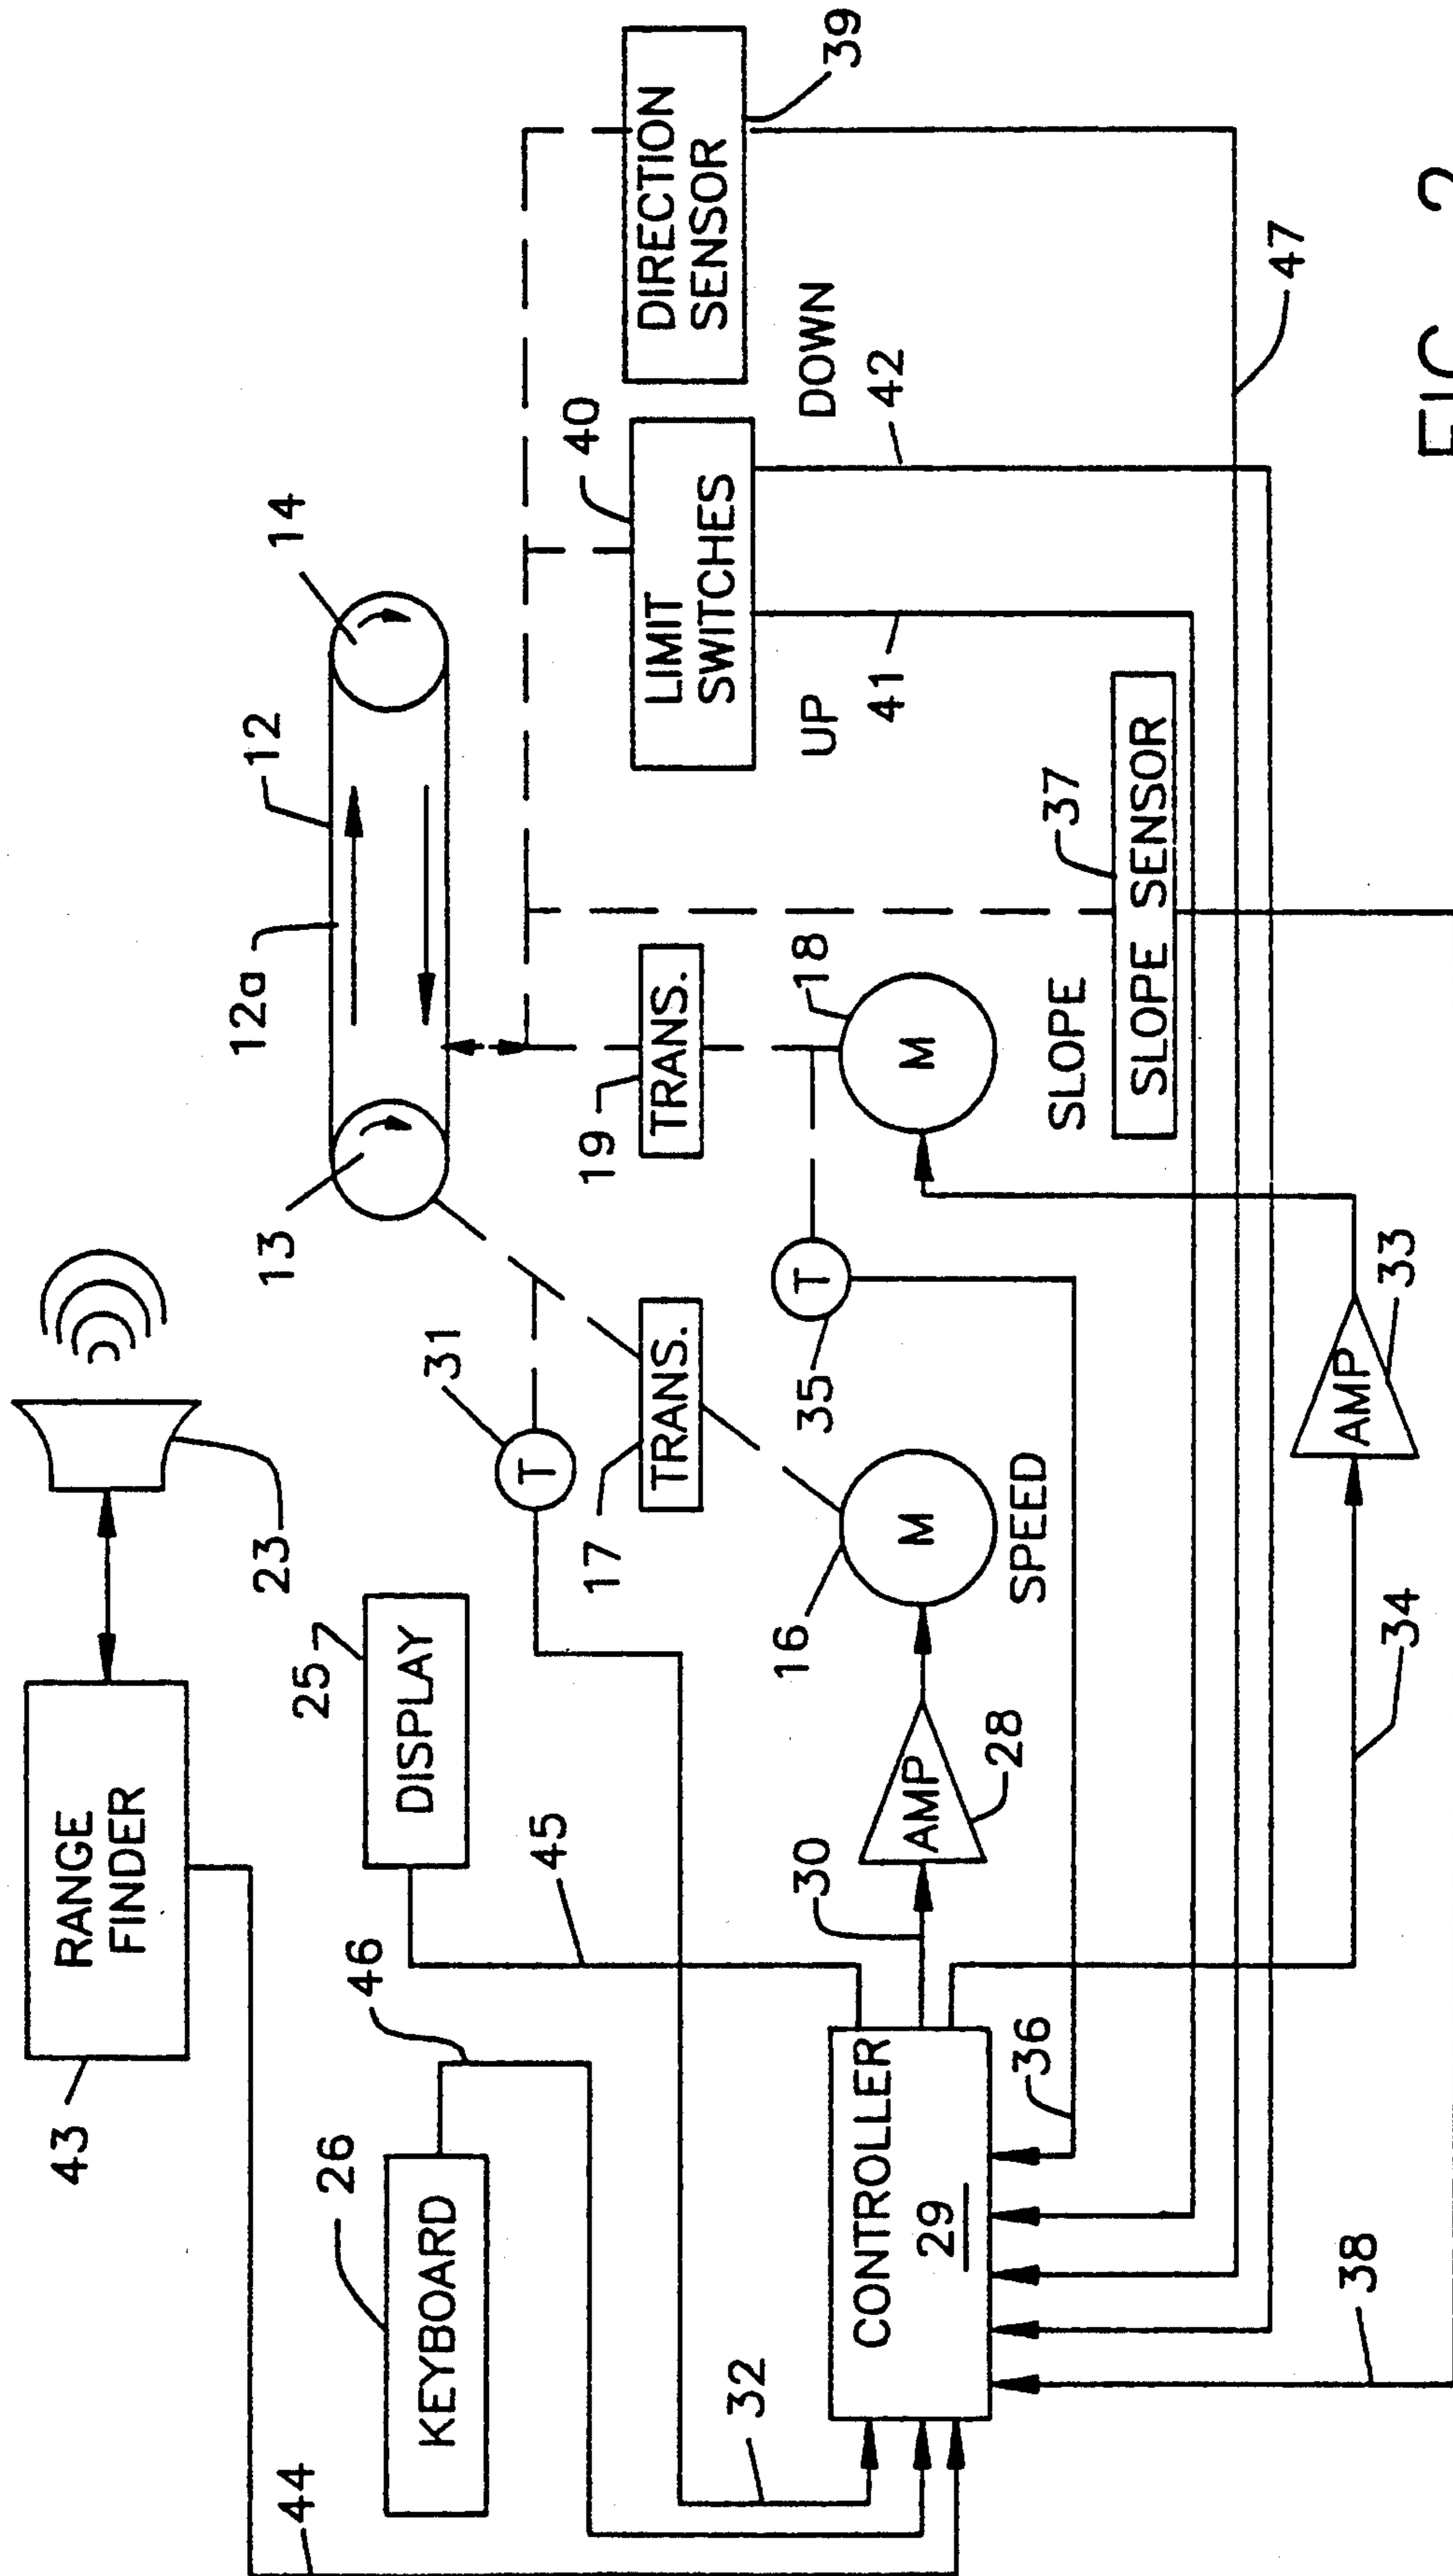 43
RANGE
FINDER
23
44
KEYBOARD
26
46
DISPLAY
25
45
31
T
13
12a
12
14
32
17
TRANS.
19
TRANS.
LIMIT
SWITCHES
40
DIRECTION
SENSOR
39
CONTROLLER
29
30
AMP
28
16
M
SPEED
35
T
18
M
SLOPE
UP
41
DOWN
42
36
37
SLOPE SENSOR
47
38
34
AMP
33